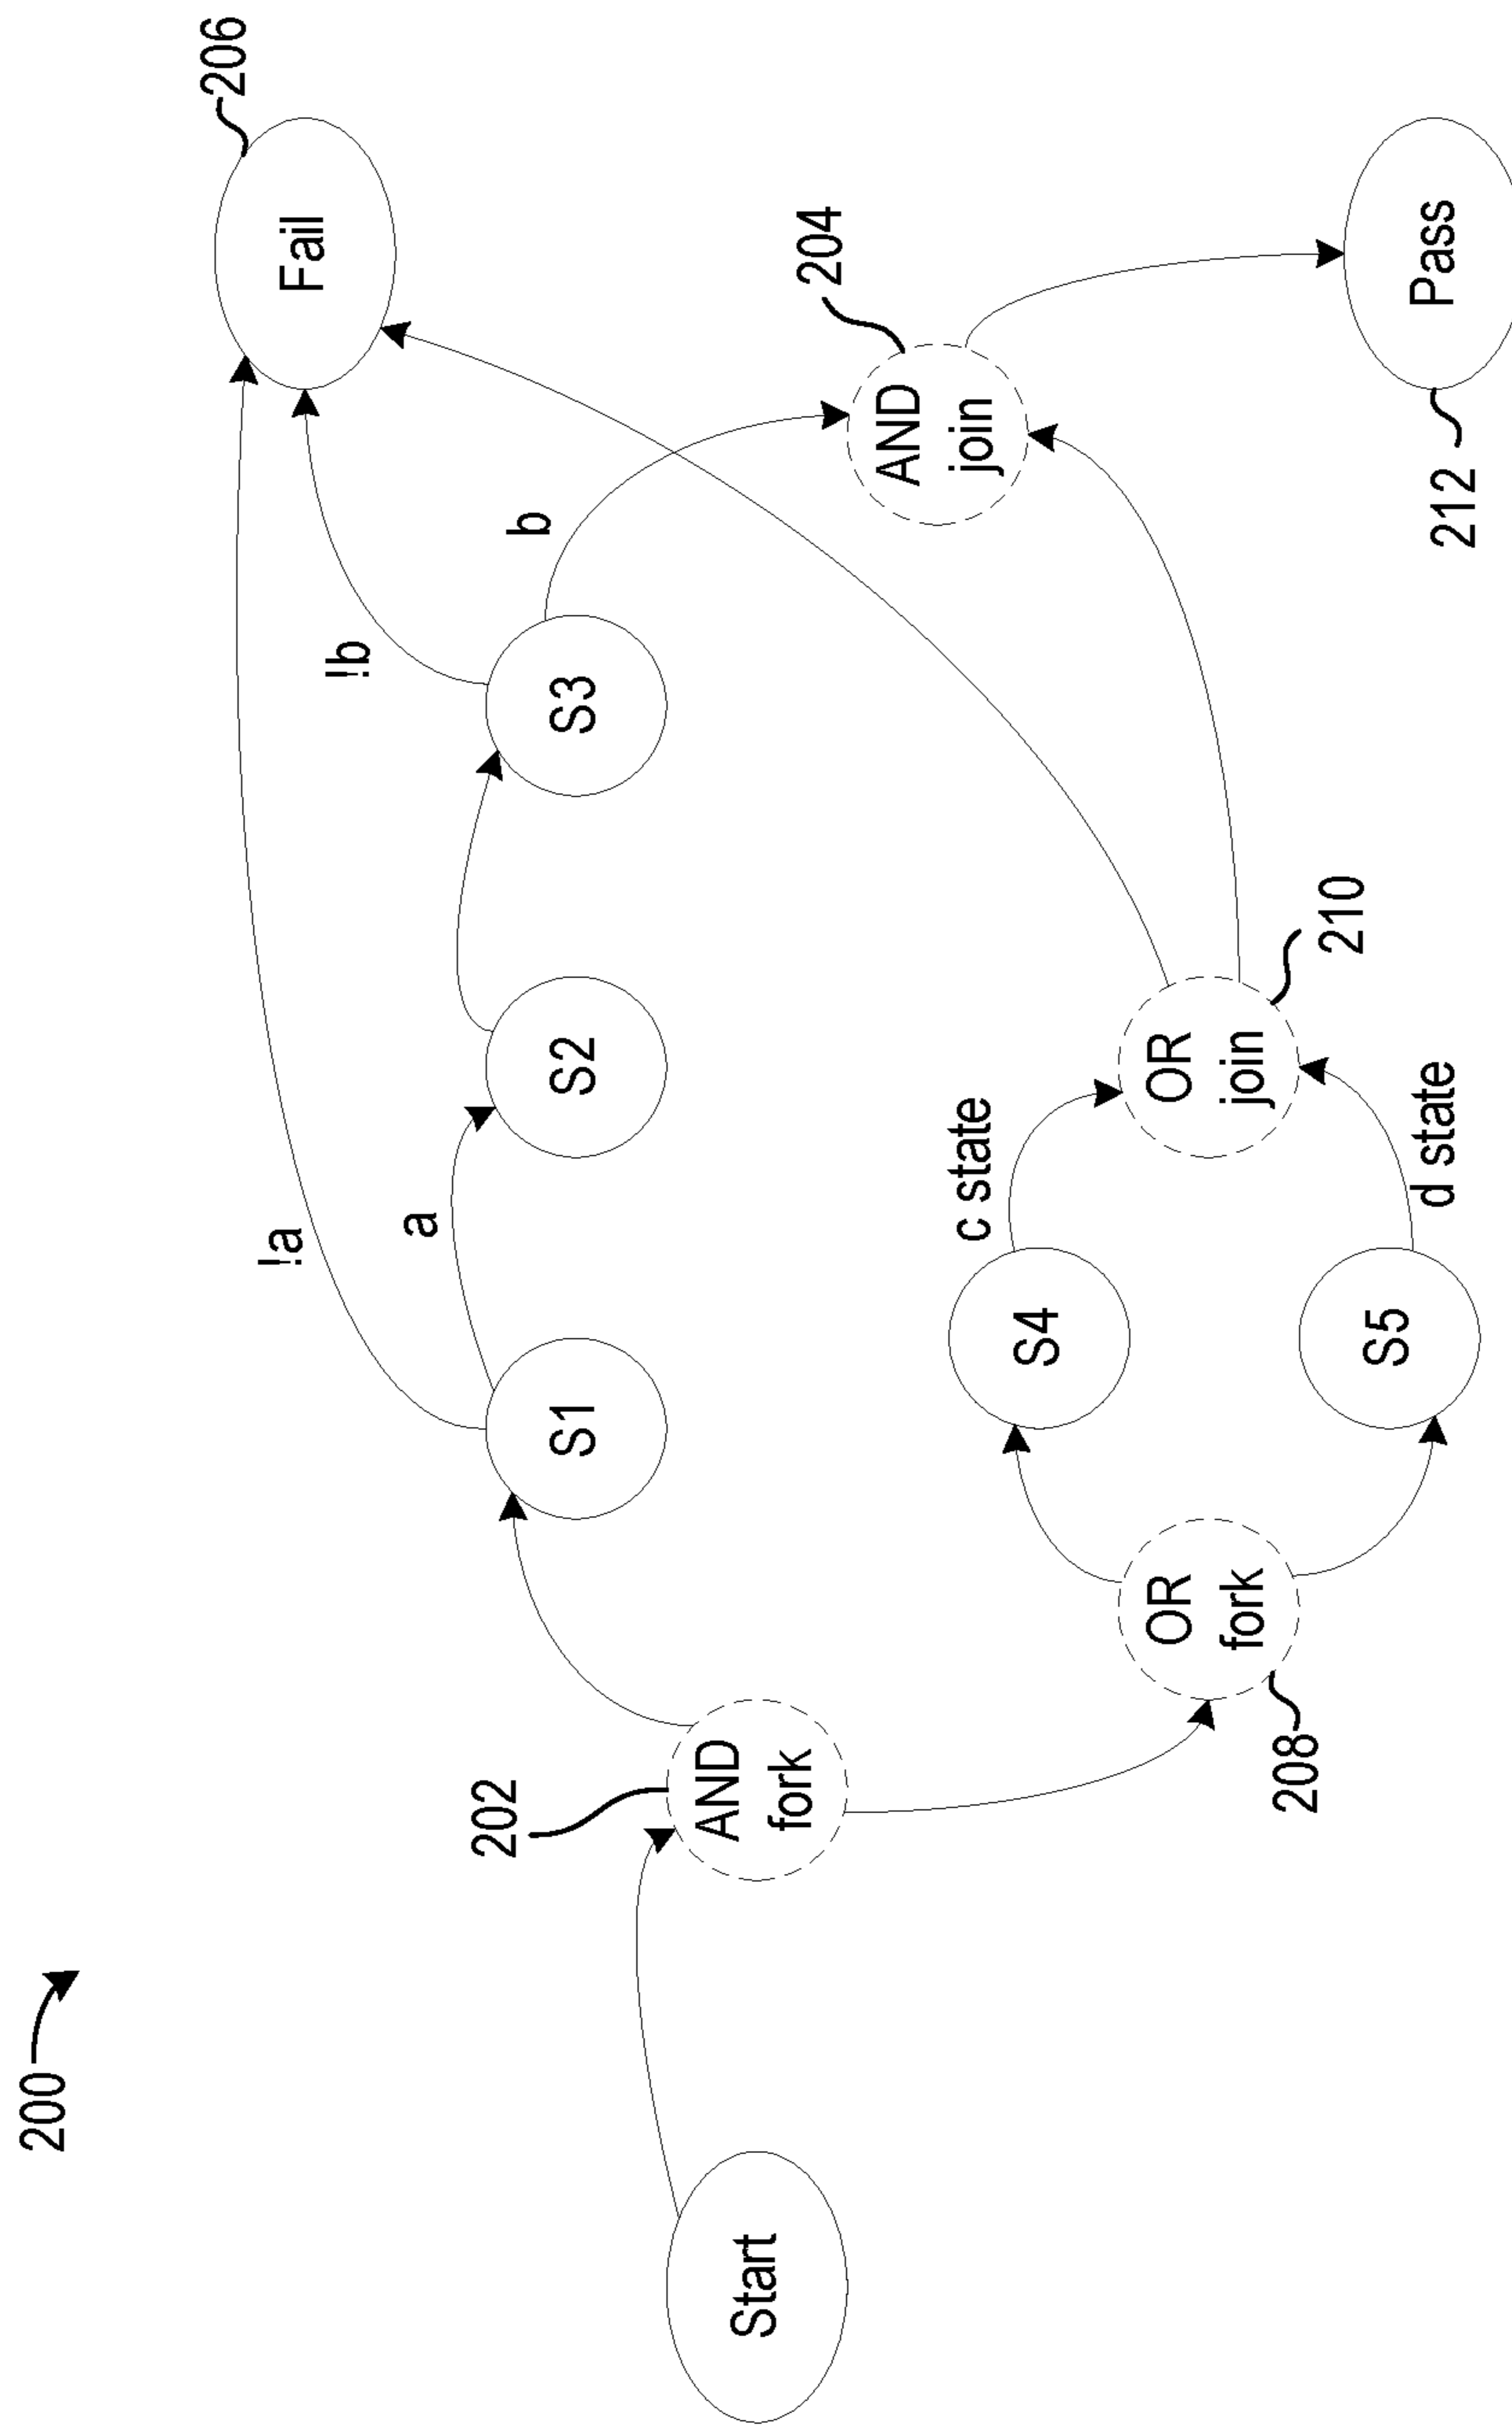 200
206
Fail
!a
!b
a
b
202
S1
S2
S3
204
Start
AND
fork
AND
join
c state
S4
OR
fork
OR
join
208
210
S5
d state
Pass
212